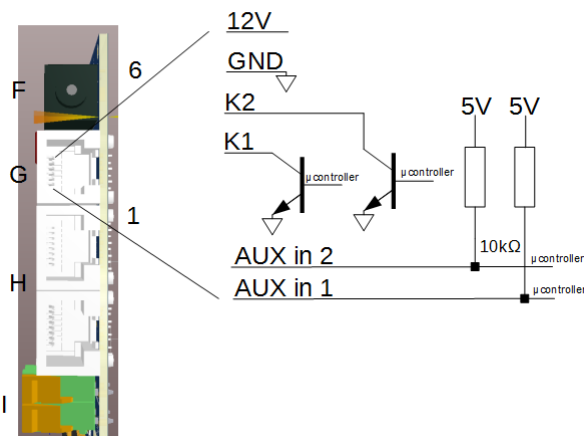 12V
6
GND
F
K2
5V 5V
K1
G
μcontroller
μcontroller
1
AUX in 2
10kΩ
μcontroller
H
AUX in 1
μcontroller
I